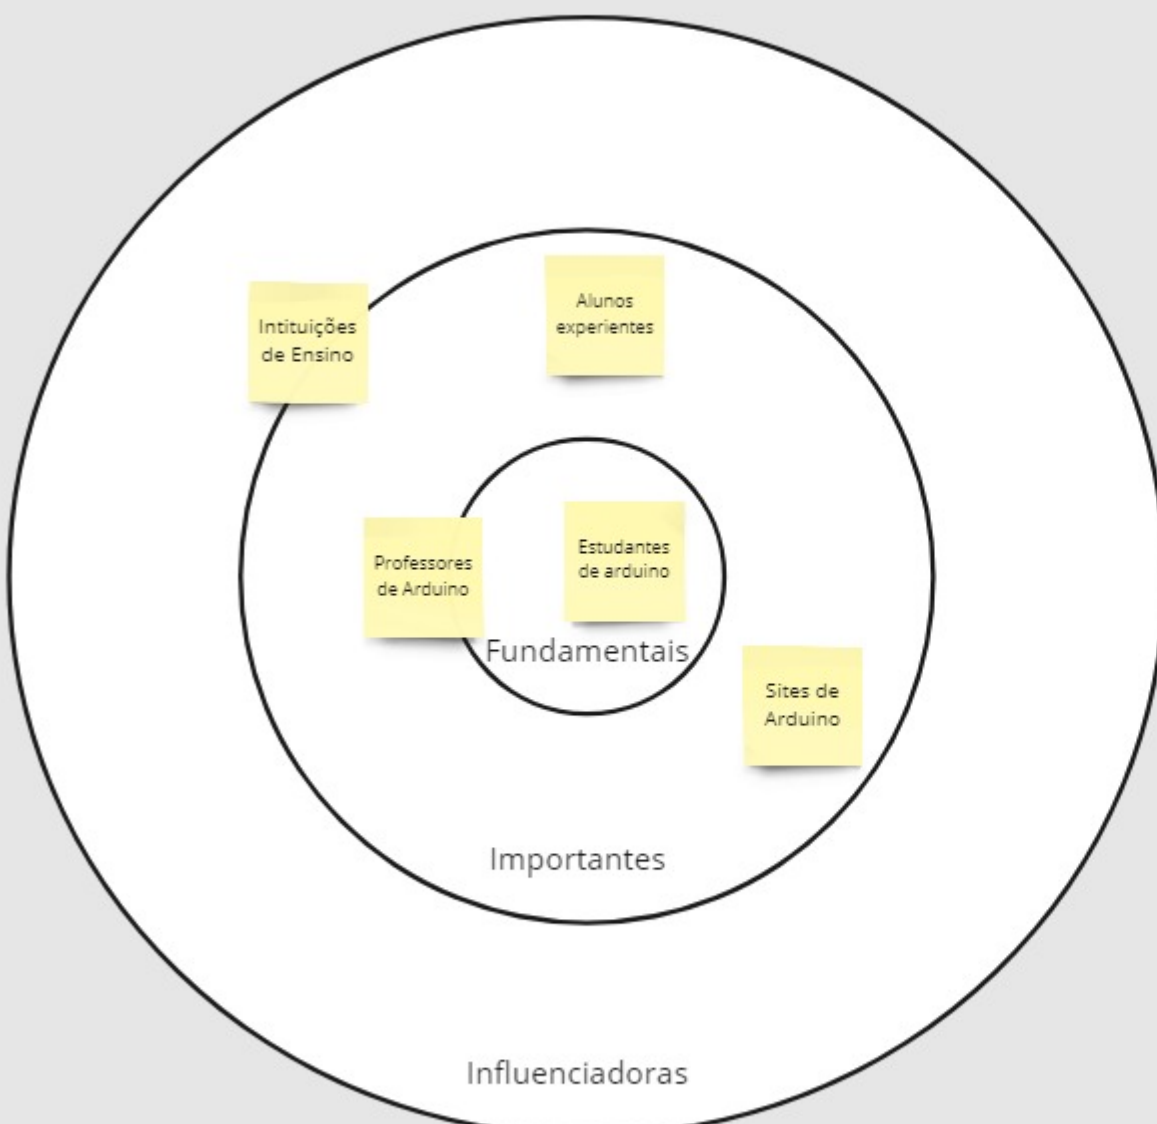 Alunos
experientes
Intituições
de Ensino
Estudantes
de arduino
Professores
de Arduino
Fundamentais
Sites de
Arduino
Importantes
Influenciadoras